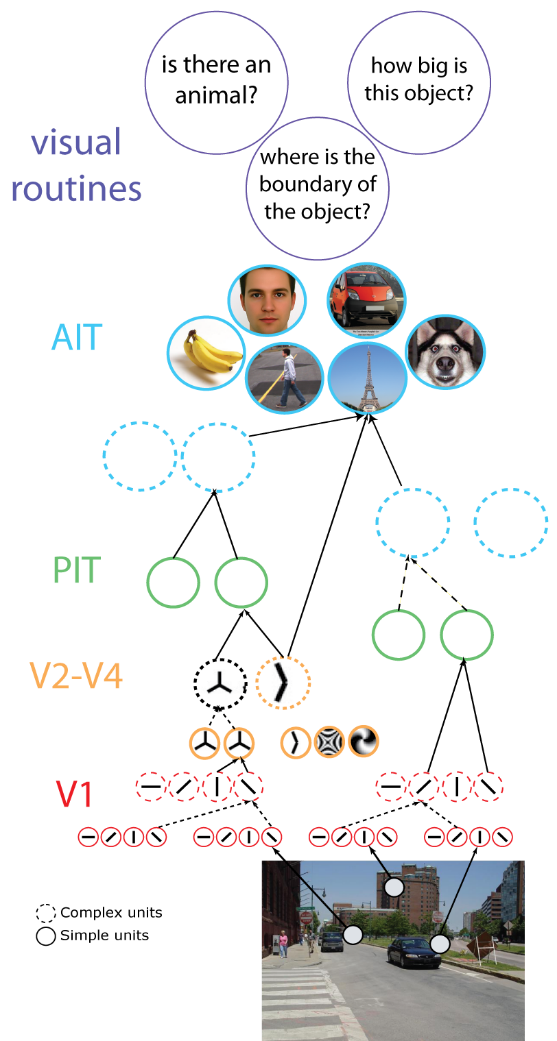 is there an
animal?
how big is
this object?
visual
routines
where is the
boundary of
the object?
AIT
PIT
V2-V4
V1
Complex units
Simple units